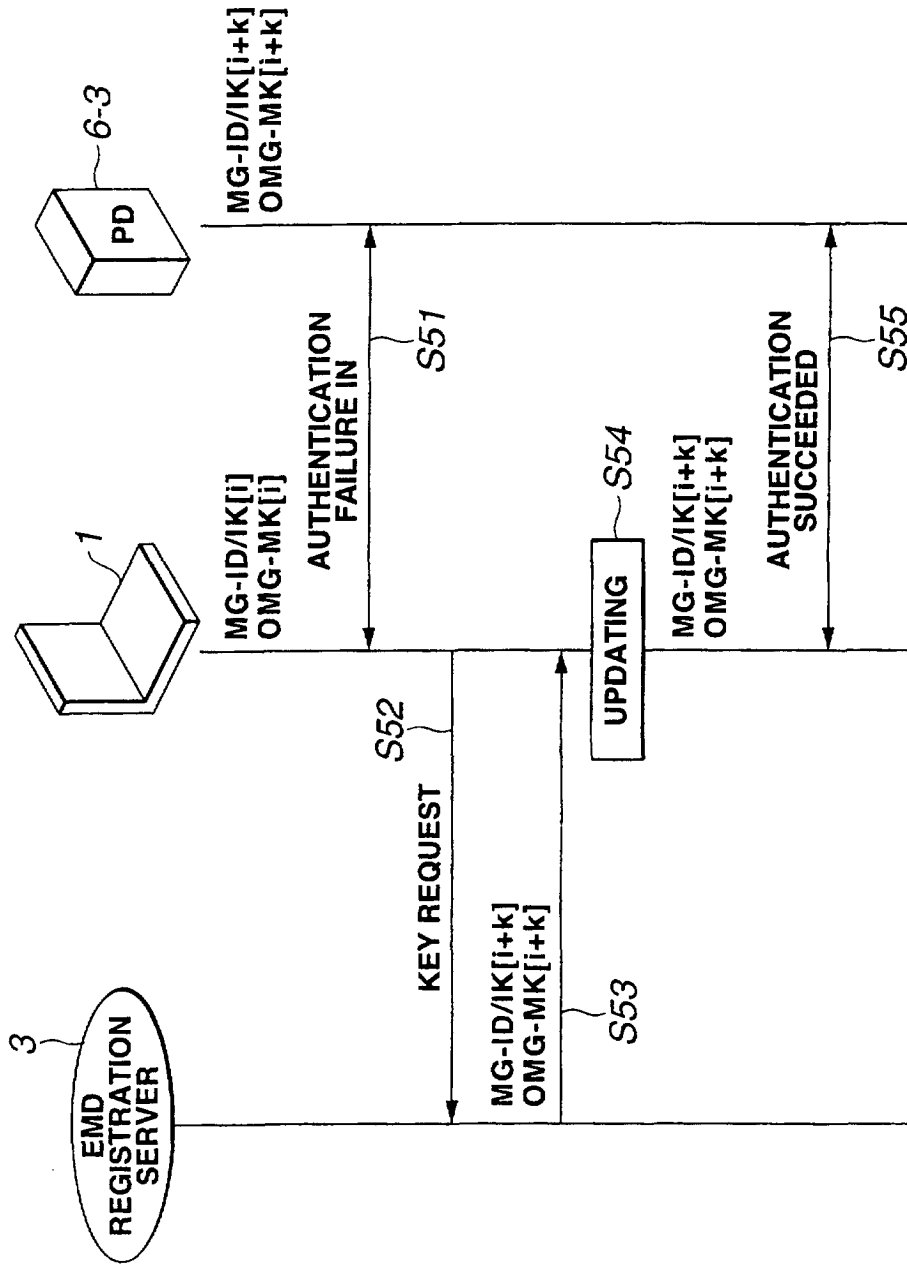 3
EMD
REGISTRATION
SERVER
1
PD
6-3
MG-ID/IK[i]
OMG-MK[i]
MG-ID/IK[i+k]
OMG-MK[i+k]
AUTHENTICATION
FAILURE IN
S51
KEY REQUEST
S52
MG-ID/IK[i+k]
OMG-MK[i+k]
S53
UPDATING
S54
MG-ID/IK[i+k]
OMG-MK[i+k]
AUTHENTICATION
SUCCEEDED
S55